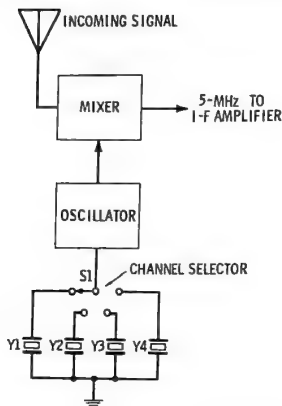 INCOMING SIGNAL
MIXER
5-MHz TO
I-F AMPLIFIER
OSCILLATOR
S1
CHANNEL SELECTOR
Y1
Y2
Y3
Y4